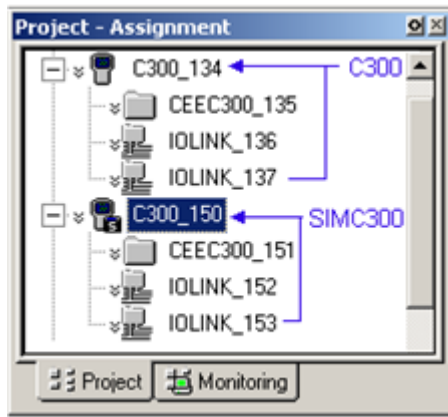 Project - Assignment
C300_134 C300
CEEC300_135
IOLINK_136
IOLINK_137
C300_150 SIMC300
CEEC300_151
IOLINK_152
IOLINK_153
Project Monitoring